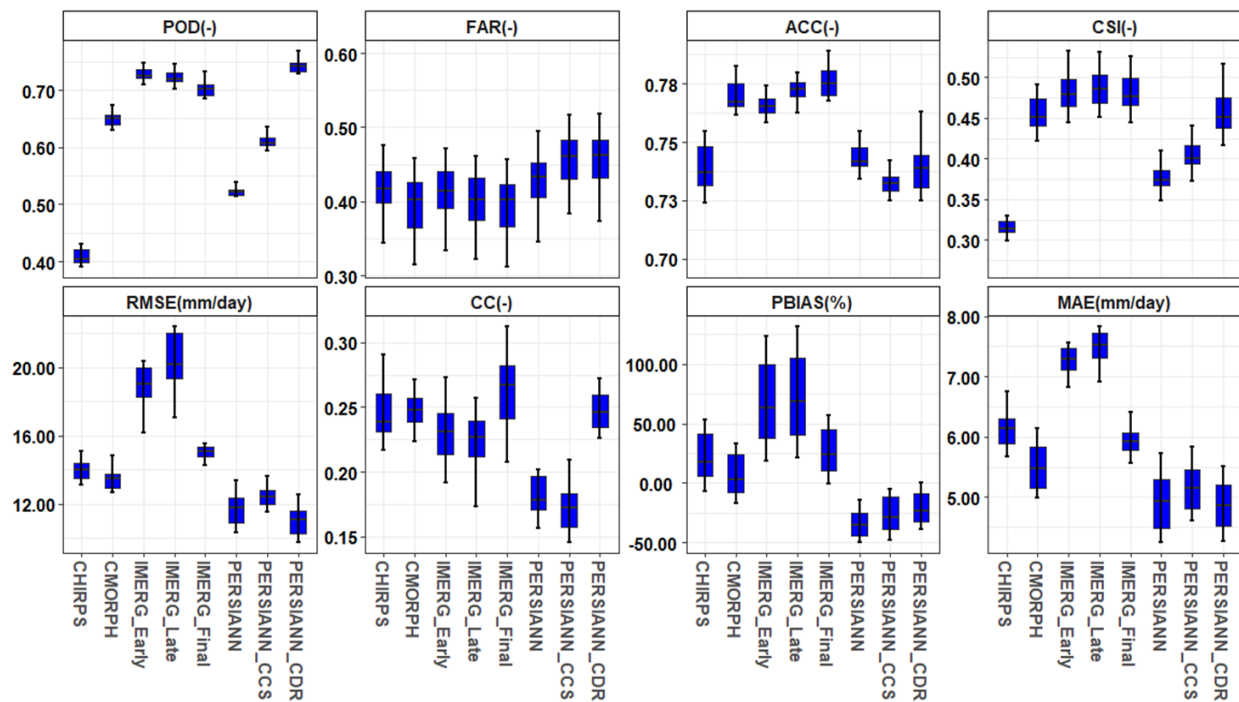 POD(-)
0.70
0.60
0.50
0.40
FAR(-)
0.60
0.50
0.40
0.30
ACC(-)
0.78
0.75
0.73
0.70
CSI(-)
0.50
0.45
0.40
0.35
0.30
RMSE(mm/day)
20.00
16.00
12.00
CC(-)
0.30
0.25
0.20
0.15
PBIAS(%)
100.00
50.00
0.00
-50.00
MAE(mm/day)
8.00
7.00
6.00
5.00
CHIRPS
CMORPH
IMERG_Early
IMERG_Late
IMERG_Final
PERSIANN
PERSIANN_CCS
PERSIANN_CDR
CHIRPS
CMORPH
IMERG_Early
IMERG_Late
IMERG_Final
PERSIANN
PERSIANN_CCS
PERSIANN_CDR
CHIRPS
CMORPH
IMERG_Early
IMERG_Late
IMERG_Final
PERSIANN
PERSIANN_CCS
PERSIANN_CDR
CHIRPS
CMORPH
IMERG_Early
IMERG_Late
IMERG_Final
PERSIANN
PERSIANN_CCS
PERSIANN_CDR